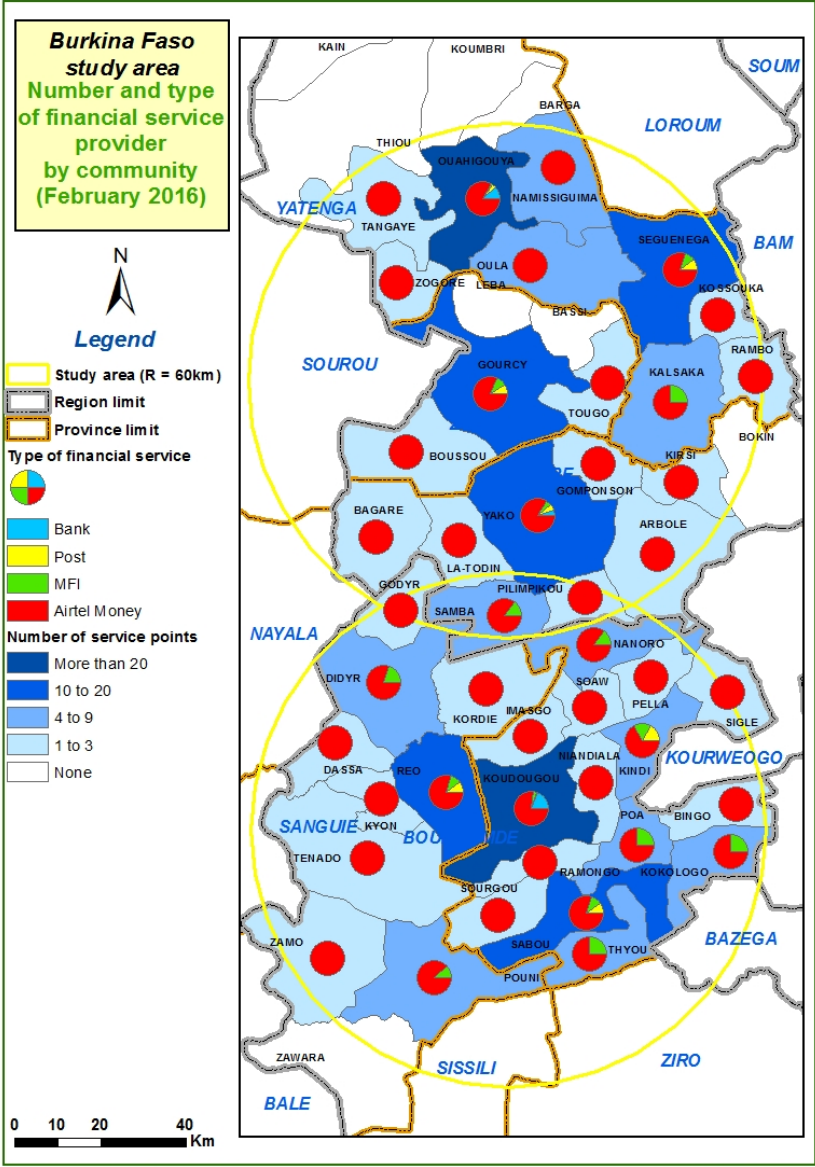 Burkina Faso
study area
Number and type
of financial service
provider
by community
(February 2016)
N
Legend
Study area (R = 60km)
Region limit
Province limit
Type of financial service
Bank
Post
MFI
Airtel Money
Number of service points
More than 20
10 to 20
4 to 9
1 to 3
None
0 10 20 40
Km
KAIN
KOUMBRI
SOUM
BARGA
LOROUM
THIOU
OUAHIGOUYA
YATENGA
NAMISSIGUIMA
TANGAYE
SEGUENEGA
BAM
OULA
ZOGORE
LEBA
KOSSOUKA
BASSI
RAMBO
SOUROU
GOURCY
KALSAKA
TOUGO
BOKIN
BOUSSOU
KIRSI
GOMPONSON
BAGARE
YAKO
ARBOLE
LA-TODIN
GODYR
PILIMPIKOU
SAMBA
NAYALA
NANORO
DIDYR
SOAW
PELLA
KORDIE
IMASGO
SIGLE
NIANDIALA
KOURWEOGO
DASSA
REO
KOUDOUGOU
KINDI
BINGO
POA
SANGUIE
KYON
BOU
DE
TENADO
RAMONGO
KOKOLOGO
SOURGOU
ZAMO
SABOU
THYOU
BAZEGA
POUNI
ZAWARA
SISSILI
ZIRO
BALE